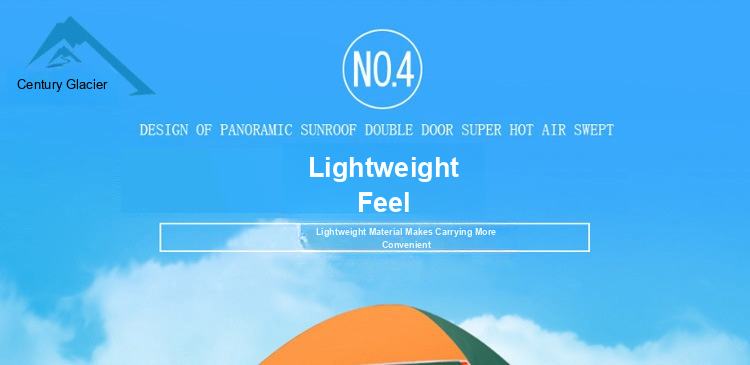 Century Glacier
NO.4
DESIGN OF PANORAMIC SUNROOF DOUBLE DOOR SUPER HOT AIR SWEPT
Lightweight
Feel
Lightweight Material Makes Carrying More
Convenient